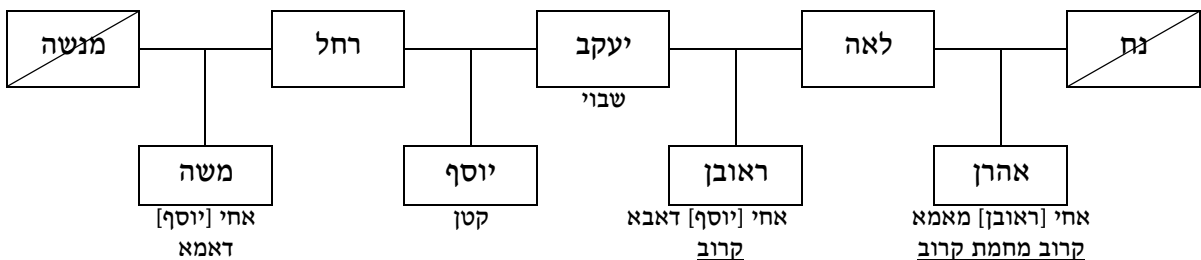 מנשה רחל יעקב לאה נח
שבוי
משה יוסף ראובן אהרן
אחי [יוסף] קטן אחי [יוסף] דאבא אחי [ראובן] מאמא
דאמא קרוב קרוב מחמת קרוב